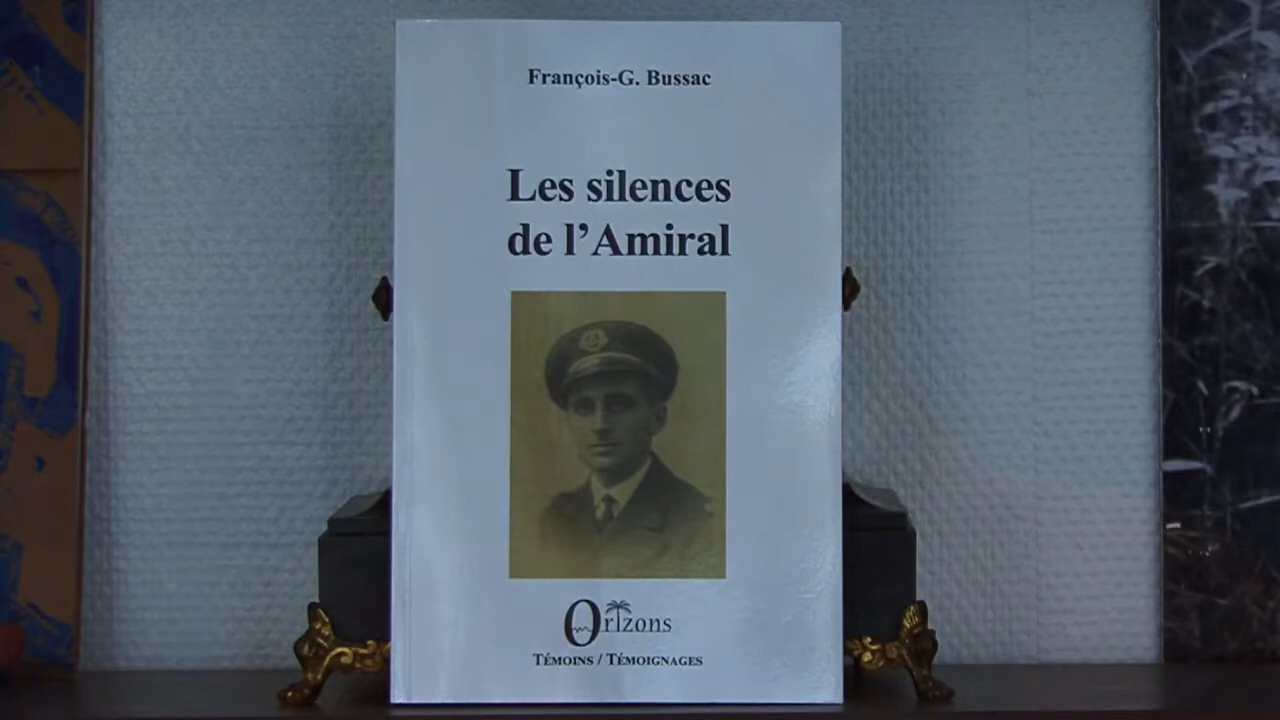 François-G. Bussac
Les silences
de l’Amiral
Orizons
TÉMOINS / TÉMOIGNAGES